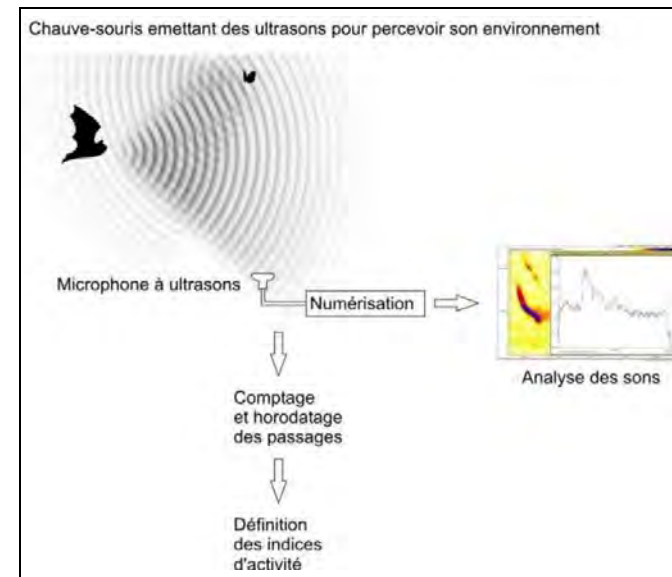 Chauve-souris emettant des ultrasons pour percevoir son environnement
Microphone à ultrasons
Numérisation
Analyse des sons
Comptage
et horodatage
des passages
Définition
des indices
d'activité